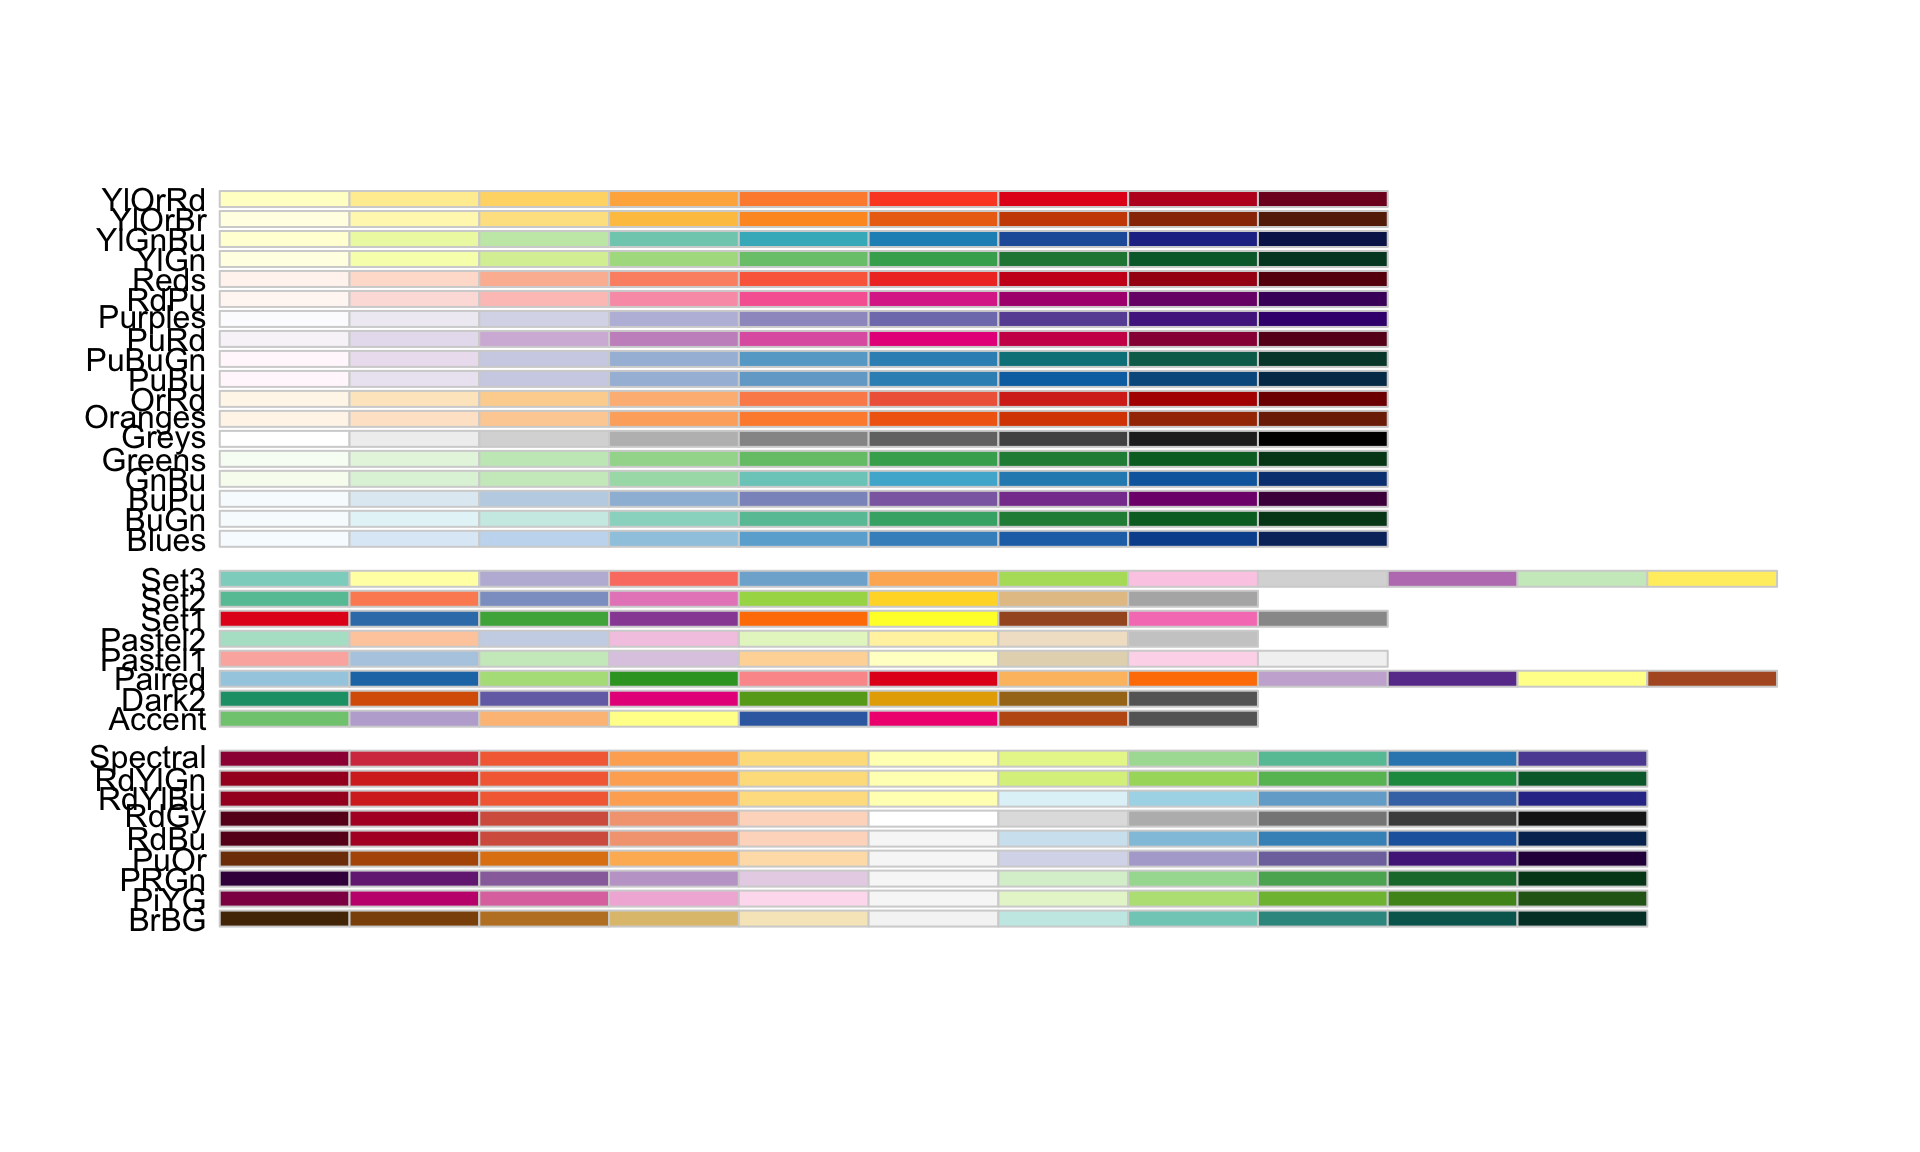 YlOrRd
YlOrBr
YlGnBu
YlGn
Reds
RdPu
Purples
PuRd
PuBuGn
PuBu
OrRd
Oranges
Greys
Greens
GnBu
BuPu
BuGn
Blues
Set3
Set2
Set1
Pastel2
Pastel1
Paired
Dark2
Accent
Spectral
RdYlGn
RdYlBu
RdGy
RdBu
PuOr
PRGn
PiYG
BrBG